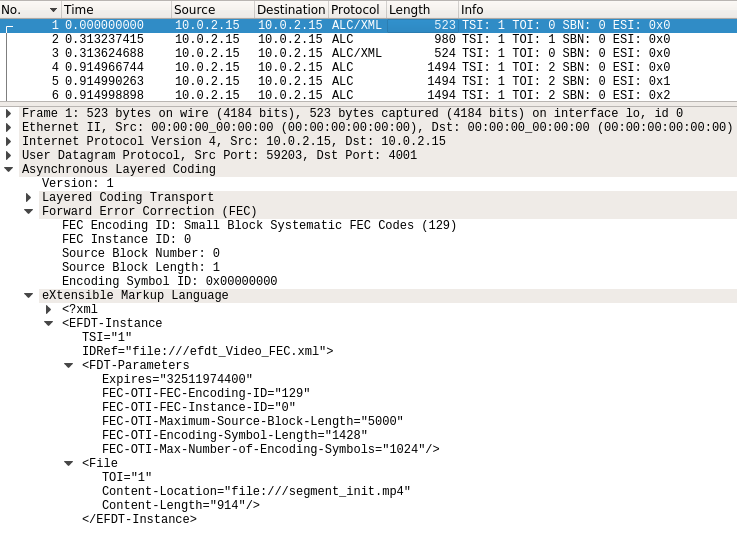 No. Time Source Destination Protocol Length Info
1 0.000000000 10.0.2.15 10.0.2.15 ALC/XML 523 TSI: 1 TOI: 0 SBN: 0 ESI: 0x0
2 0.313237415 10.0.2.15 10.0.2.15 ALC 980 TSI: 1 TOI: 1 SBN: 0 ESI: 0x0
3 0.313624688 10.0.2.15 10.0.2.15 ALC/XML 524 TSI: 1 TOI: 0 SBN: 0 ESI: 0x0
4 0.914966744 10.0.2.15 10.0.2.15 ALC 1494 TSI: 1 TOI: 2 SBN: 0 ESI: 0x0
5 0.914990263 10.0.2.15 10.0.2.15 ALC 1494 TSI: 1 TOI: 2 SBN: 0 ESI: 0x1
6 0.914998898 10.0.2.15 10.0.2.15 ALC 1494 TSI: 1 TOI: 2 SBN: 0 ESI: 0x2
Frame 1: 523 bytes on wire (4184 bits), 523 bytes captured (4184 bits) on interface lo, id 0
Ethernet II, Src: 00:00:00_00:00:00 (00:00:00:00:00:00), Dst: 00:00:00_00:00:00 (00:00:00:00:00:00)
Internet Protocol Version 4, Src: 10.0.2.15, Dst: 10.0.2.15
User Datagram Protocol, Src Port: 59203, Dst Port: 4001
Asynchronous Layered Coding
Version: 1
Layered Coding Transport
Forward Error Correction (FEC)
FEC Encoding ID: Small Block Systematic FEC Codes (129)
FEC Instance ID: 0
Source Block Number: 0
Source Block Length: 1
Encoding Symbol ID: 0x00000000
eXtensible Markup Language
<?xml
<EFDT-Instance
TSI="1"
IDRef="file:///efdt_Video_FEC.xml">
<FDT-Parameters
Expires="32511974400"
FEC-OTI-FEC-Encoding-ID="129"
FEC-OTI-FEC-Instance-ID="0"
FEC-OTI-Maximum-Source-Block-Length="5000"
FEC-OTI-Encoding-Symbol-Length="1428"
FEC-OTI-Max-Number-of-Encoding-Symbols="1024"/>
<File
TOI="1"
Content-Location="file:///segment_init.mp4"
Content-Length="914"/>
</EFDT-Instance>